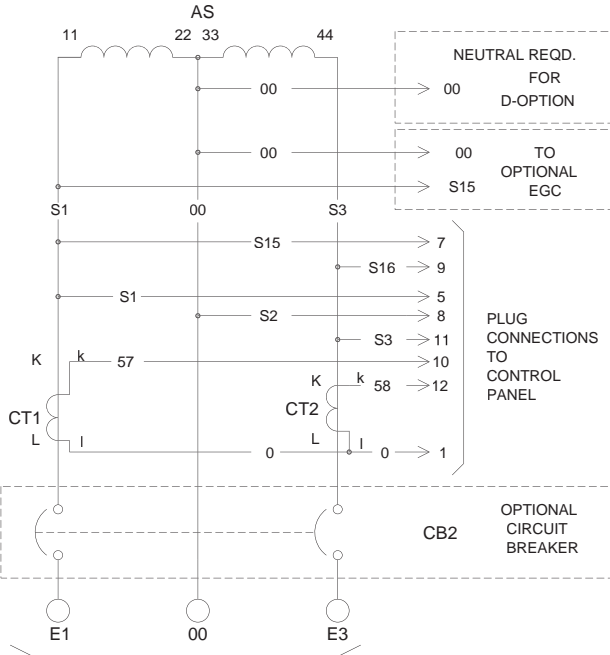 AS
11 22 33 44
NEUTRAL REQD.
FOR
00 00
D-OPTION
00 00 TO
OPTIONAL
S15
EGC
S1 00 S3
S15 7
S16 9
S1 5
S2 8
S3 11
PLUG
CONNECTIONS
TO
CONTROL
PANEL
K k 57 10
K k 58 12
CT1 CT2
L l L l
0 0 1
OPTIONAL
CB2 CIRCUIT
BREAKER
E1 00 E3